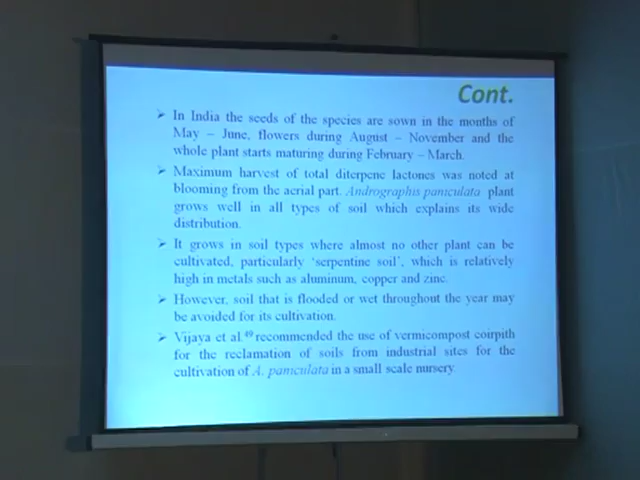 Cont.
➢ In India the seeds of the species are sown in the months of
May – June, flowers during August – November and the
whole plant starts maturing during February – March.
➢ Maximum harvest of total diterpene lactones was noted at
blooming from the aerial part. Andrographis paniculata plant
grows well in all types of soil which explains its wide
distribution.
➢ It grows in soil types where almost no other plant can be
cultivated, particularly ‘serpentine soil’, which is relatively
high in metals such as aluminum, copper and zinc.
➢ However, soil that is flooded or wet throughout the year may
be avoided for its cultivation.
➢ Vijaya et al.49 recommended the use of vermicompost coirpith
for the reclamation of soils from industrial sites for the
cultivation of A. paniculata in a small scale nursery.